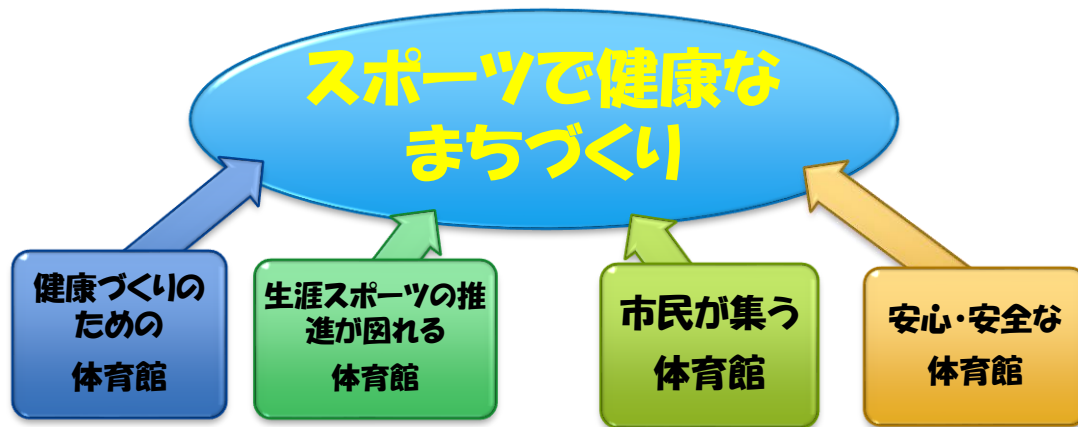 スポーツで健康な
まちづくり
健康づくりの
ための
体育館
生涯スポーツの推
進が図れる
体育館
市民が集う
体育館
安心・安全な
体育館